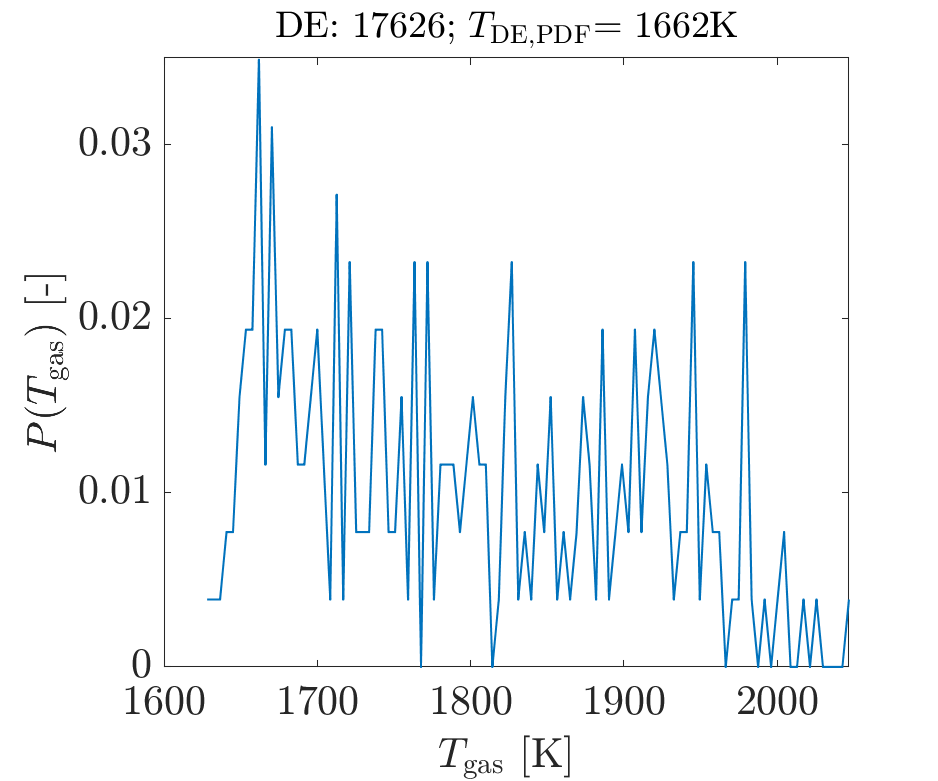 DE: 17626; T_DE,PDF= 1662K
P(T_gas) [-]
0.03
0.02
0.01
0
1600 1700 1800 1900 2000
T_gas [K]